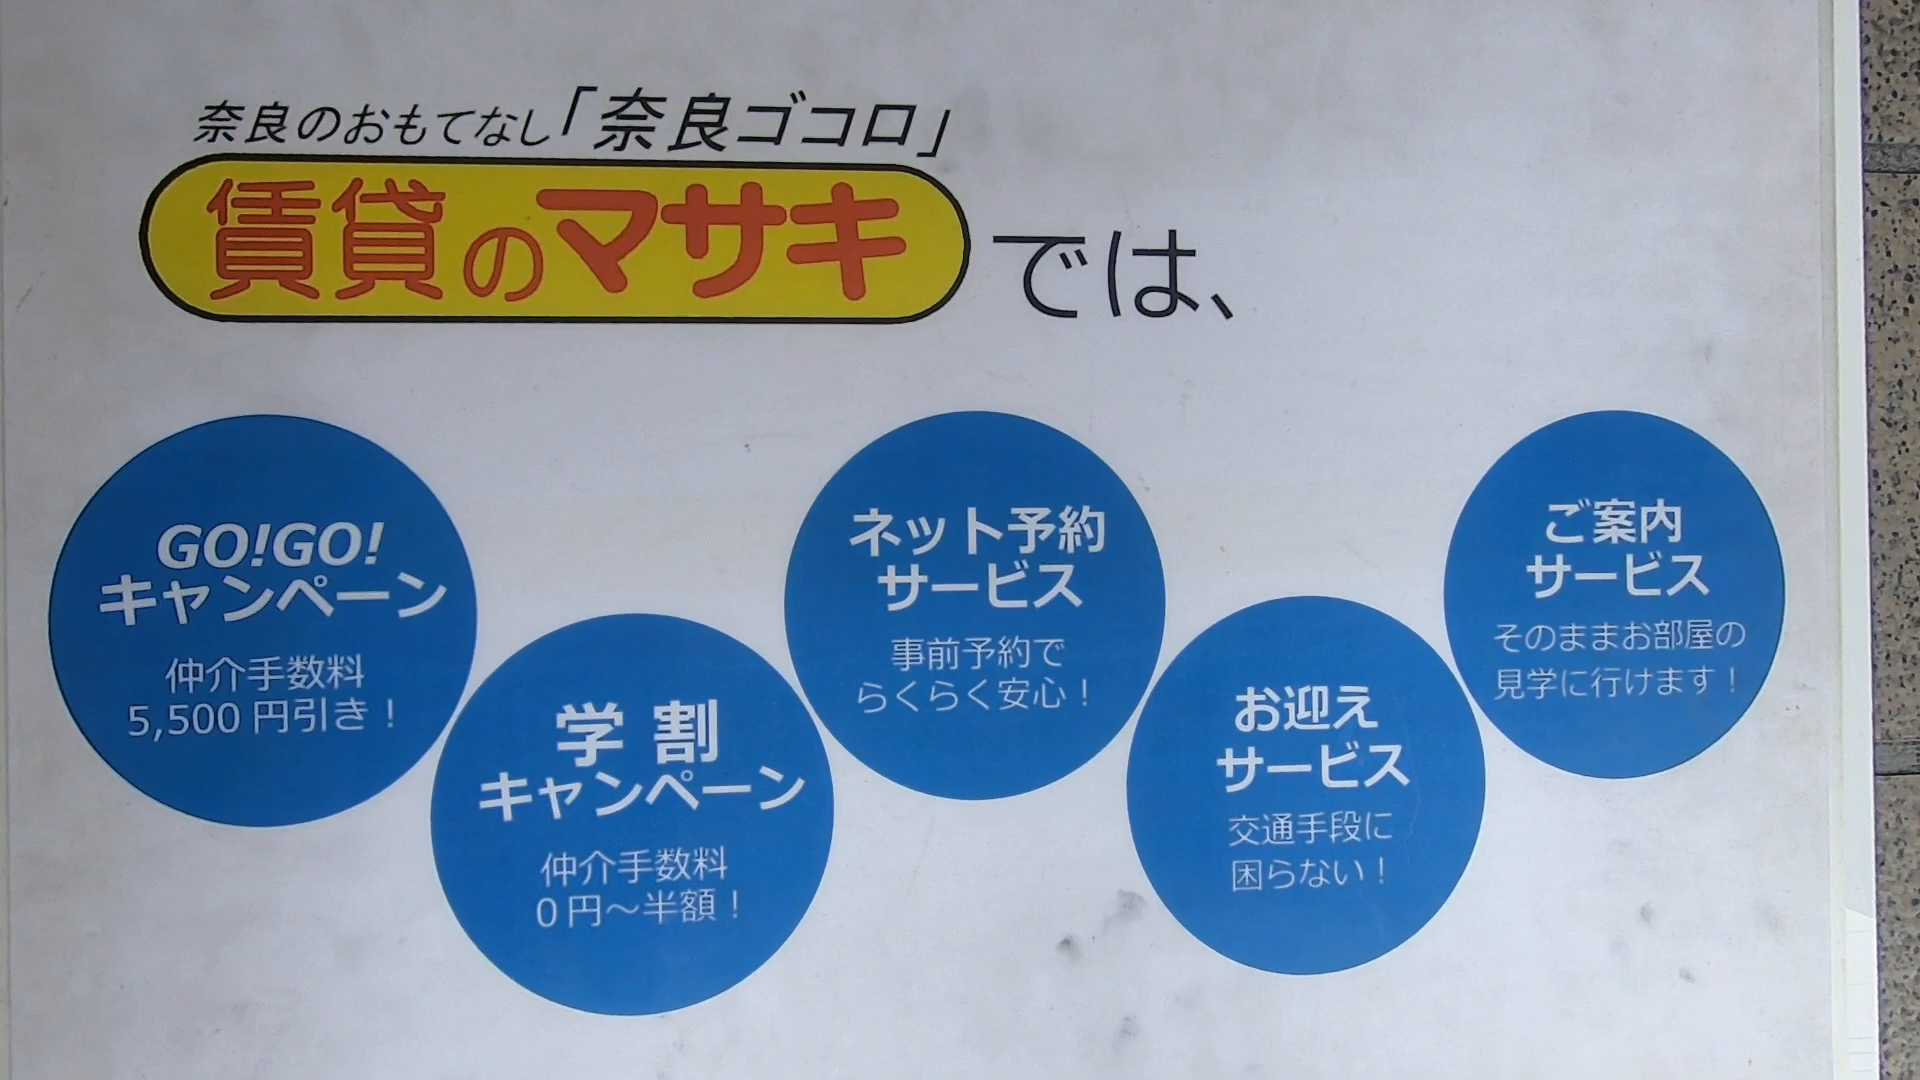 奈良のおもてなし「奈良ゴコロ」
賃貸のマサキでは、
GO!GO!
キャンペーン
仲介手数料
5,500円引き！
学割
キャンペーン
仲介手数料
0円～半額！
ネット予約
サービス
事前予約で
らくらく安心！
お迎え
サービス
交通手段に
困らない！
ご案内
サービス
そのままお部屋の
見学に行けます！